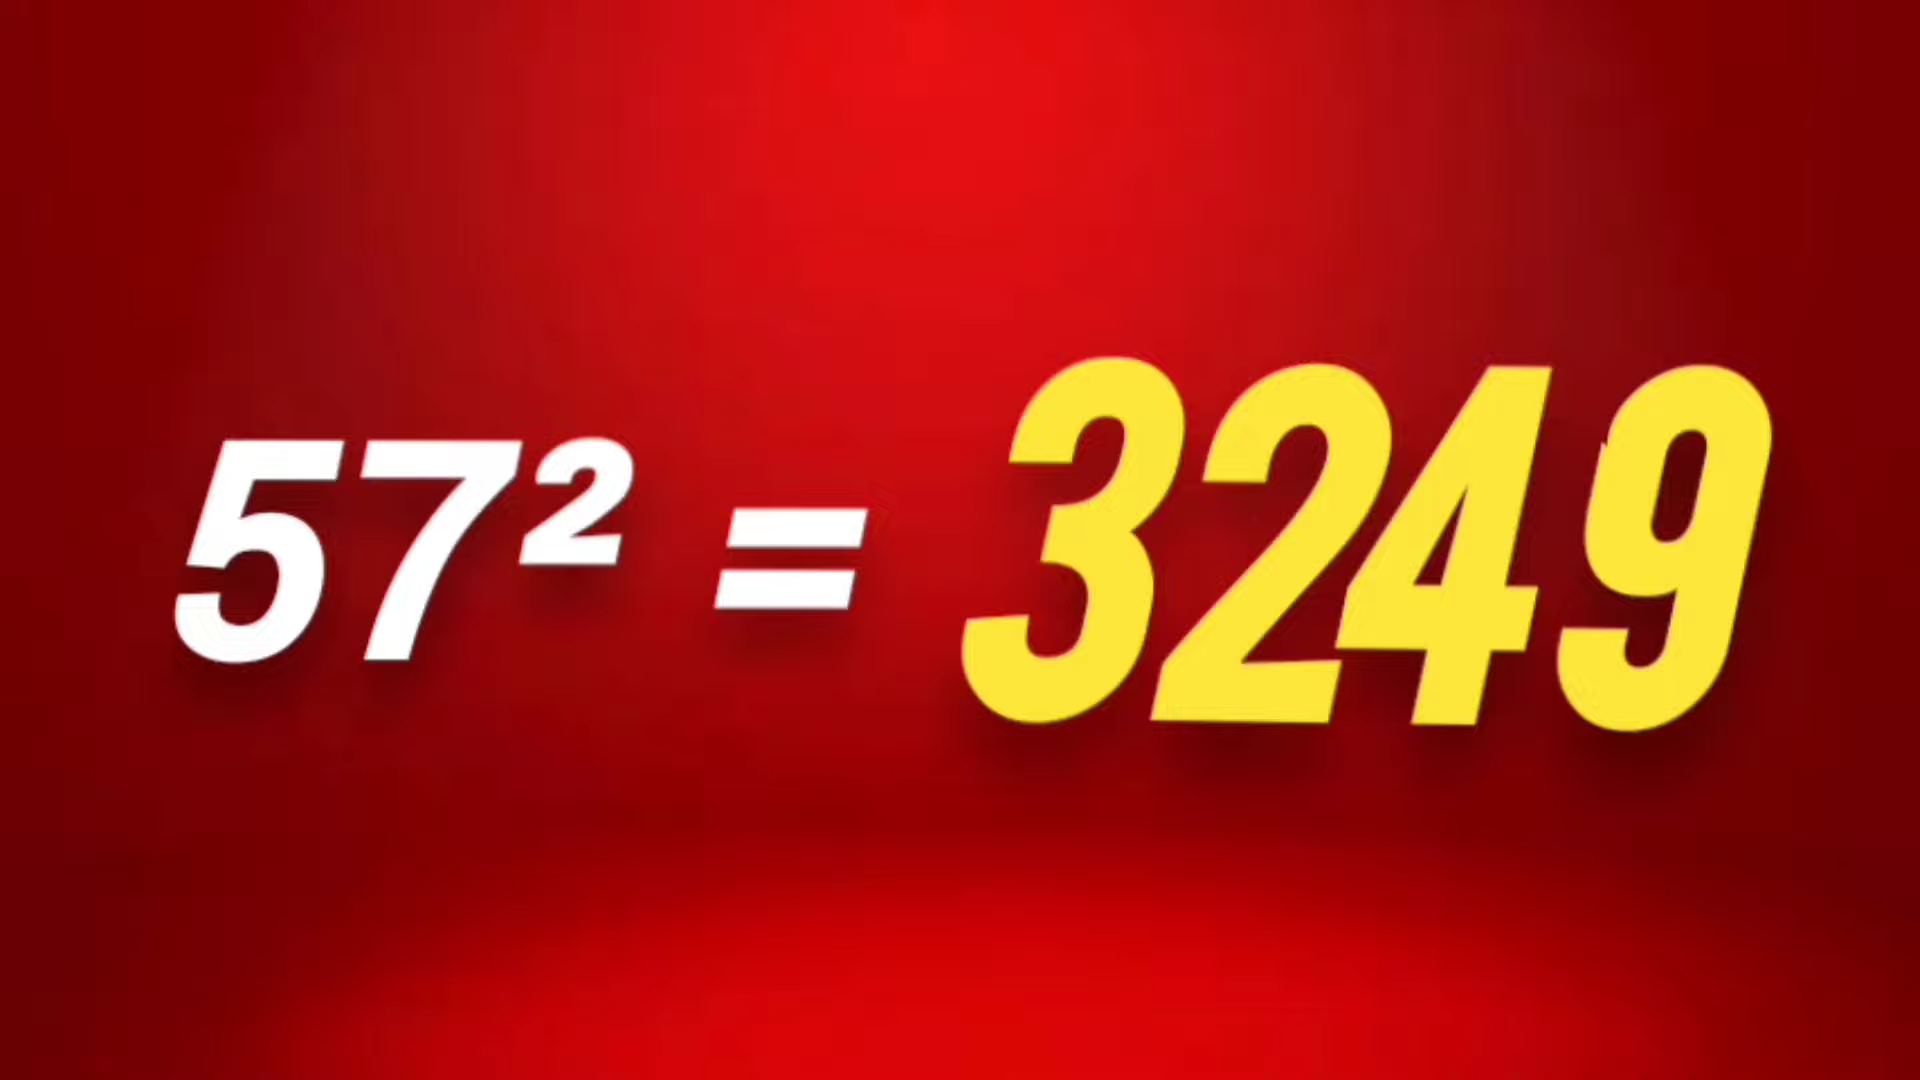 57² = 3249